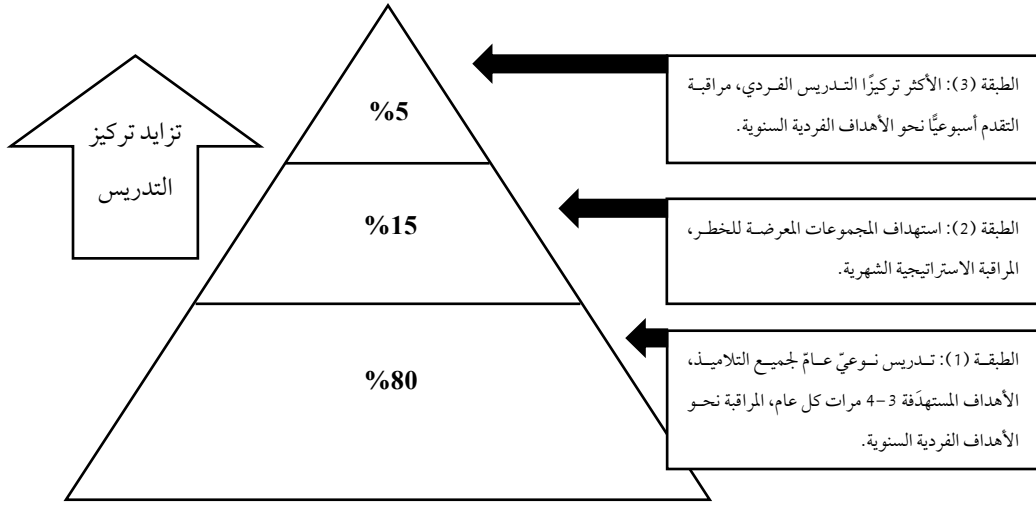 الطبقة (3): الأكثر تركيزًا التدريس الفردي، مراقبة
التقدم أسبوعيًّا نحو الأهداف الفردية السنوية.
%5
تزايد تركيز
التدريس
الطبقة (2): استهداف المجموعات المعرضة للخطر،
المراقبة الاستراتيجية الشهرية.
%15
الطبقة (1): تدريس نوعيّ عامّ لجميع التلاميذ،
الأهداف المستهدَفة 3-4 مرات كل عام، المراقبة نحو
الأهداف الفردية السنوية.
%80